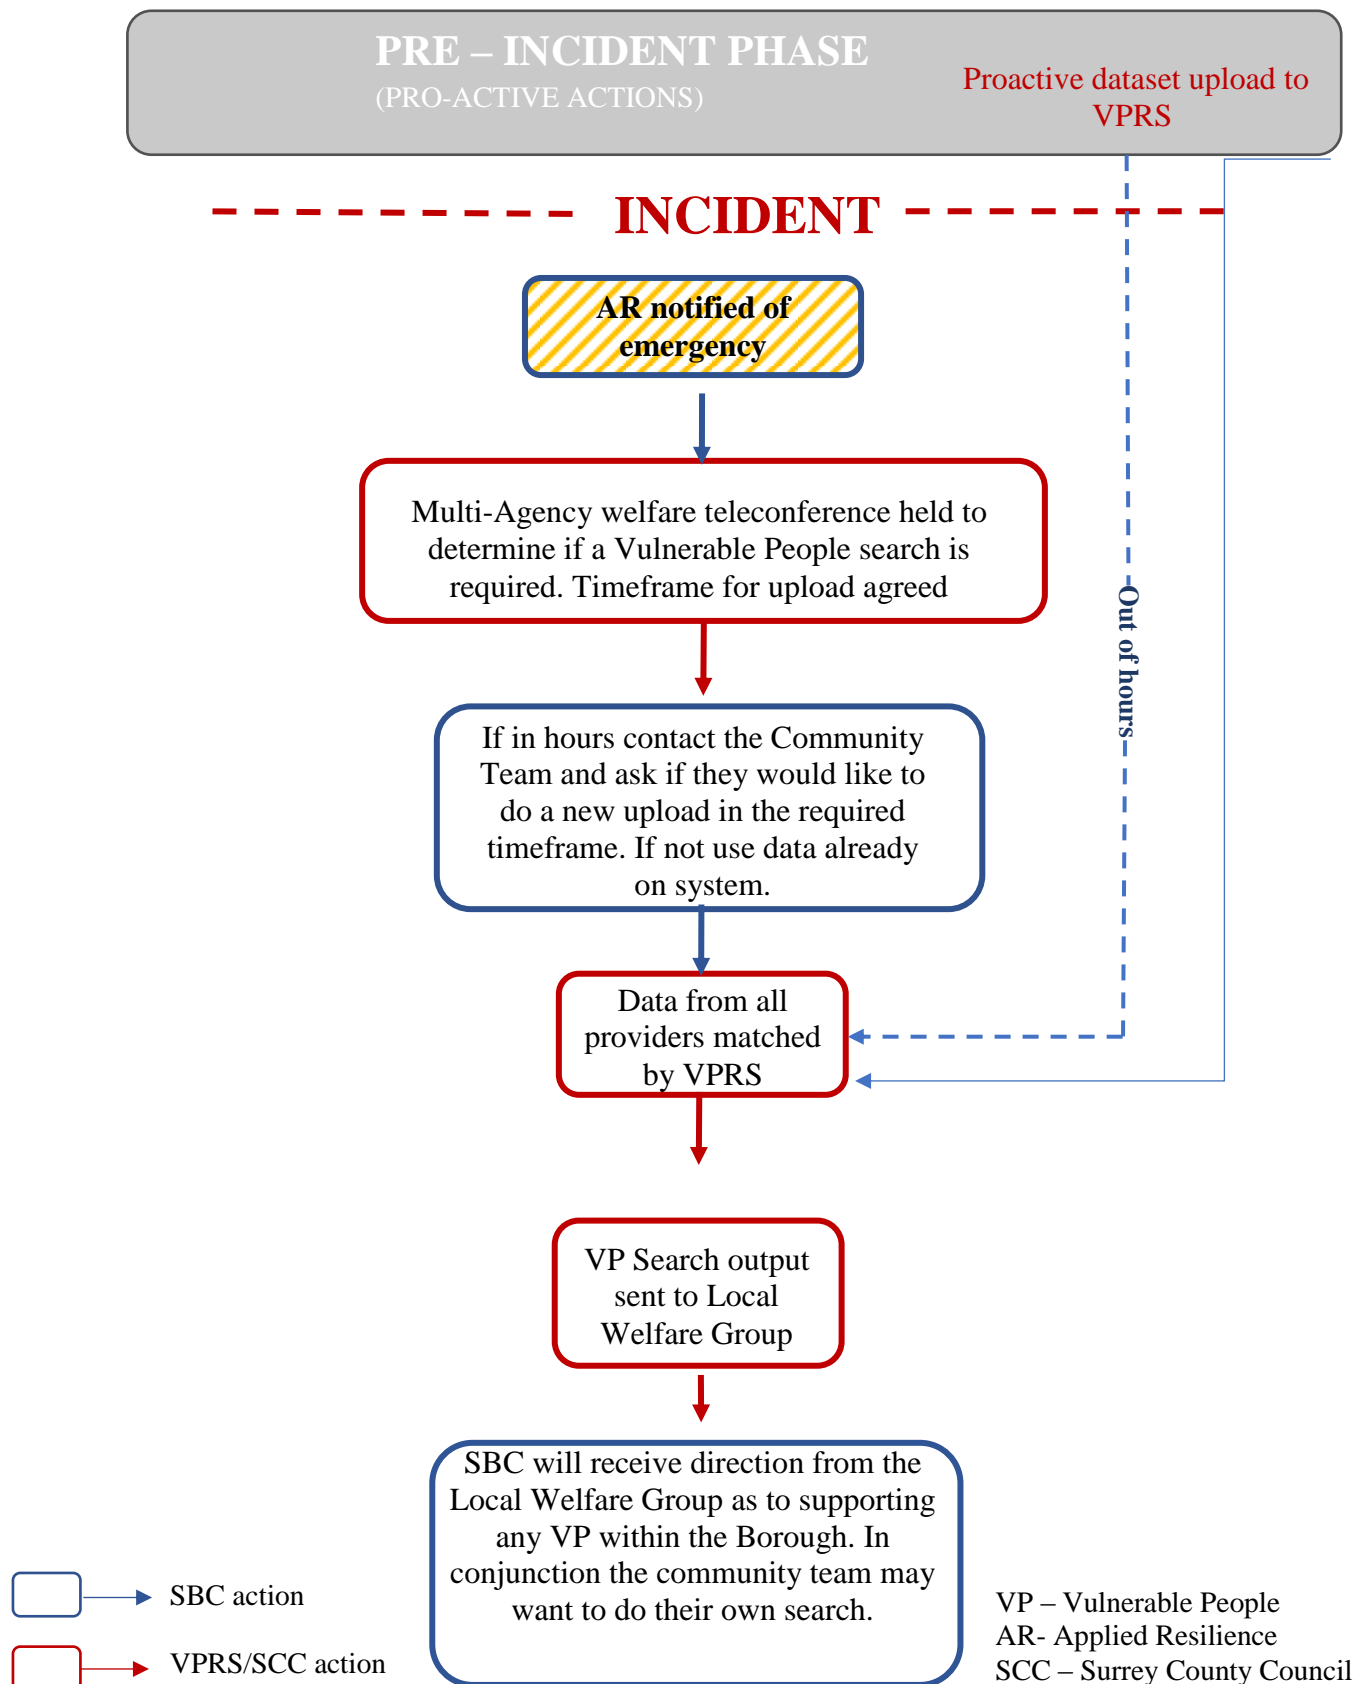 PRE – INCIDENT PHASE
(PRO-ACTIVE ACTIONS)
Proactive dataset upload to
VPRS
INCIDENT
AR notified of
emergency
Multi-Agency welfare teleconference held to
determine if a Vulnerable People search is
required. Timeframe for upload agreed
Out of hours
If in hours contact the Community
Team and ask if they would like to
do a new upload in the required
timeframe. If not use data already
on system.
Data from all
providers matched
by VPRS
VP Search output
sent to Local
Welfare Group
SBC will receive direction from the
Local Welfare Group as to supporting
any VP within the Borough. In
conjunction the community team may
want to do their own search.
SBC action
VPRS/SCC action
VP – Vulnerable People
AR- Applied Resilience
SCC – Surrey County Council